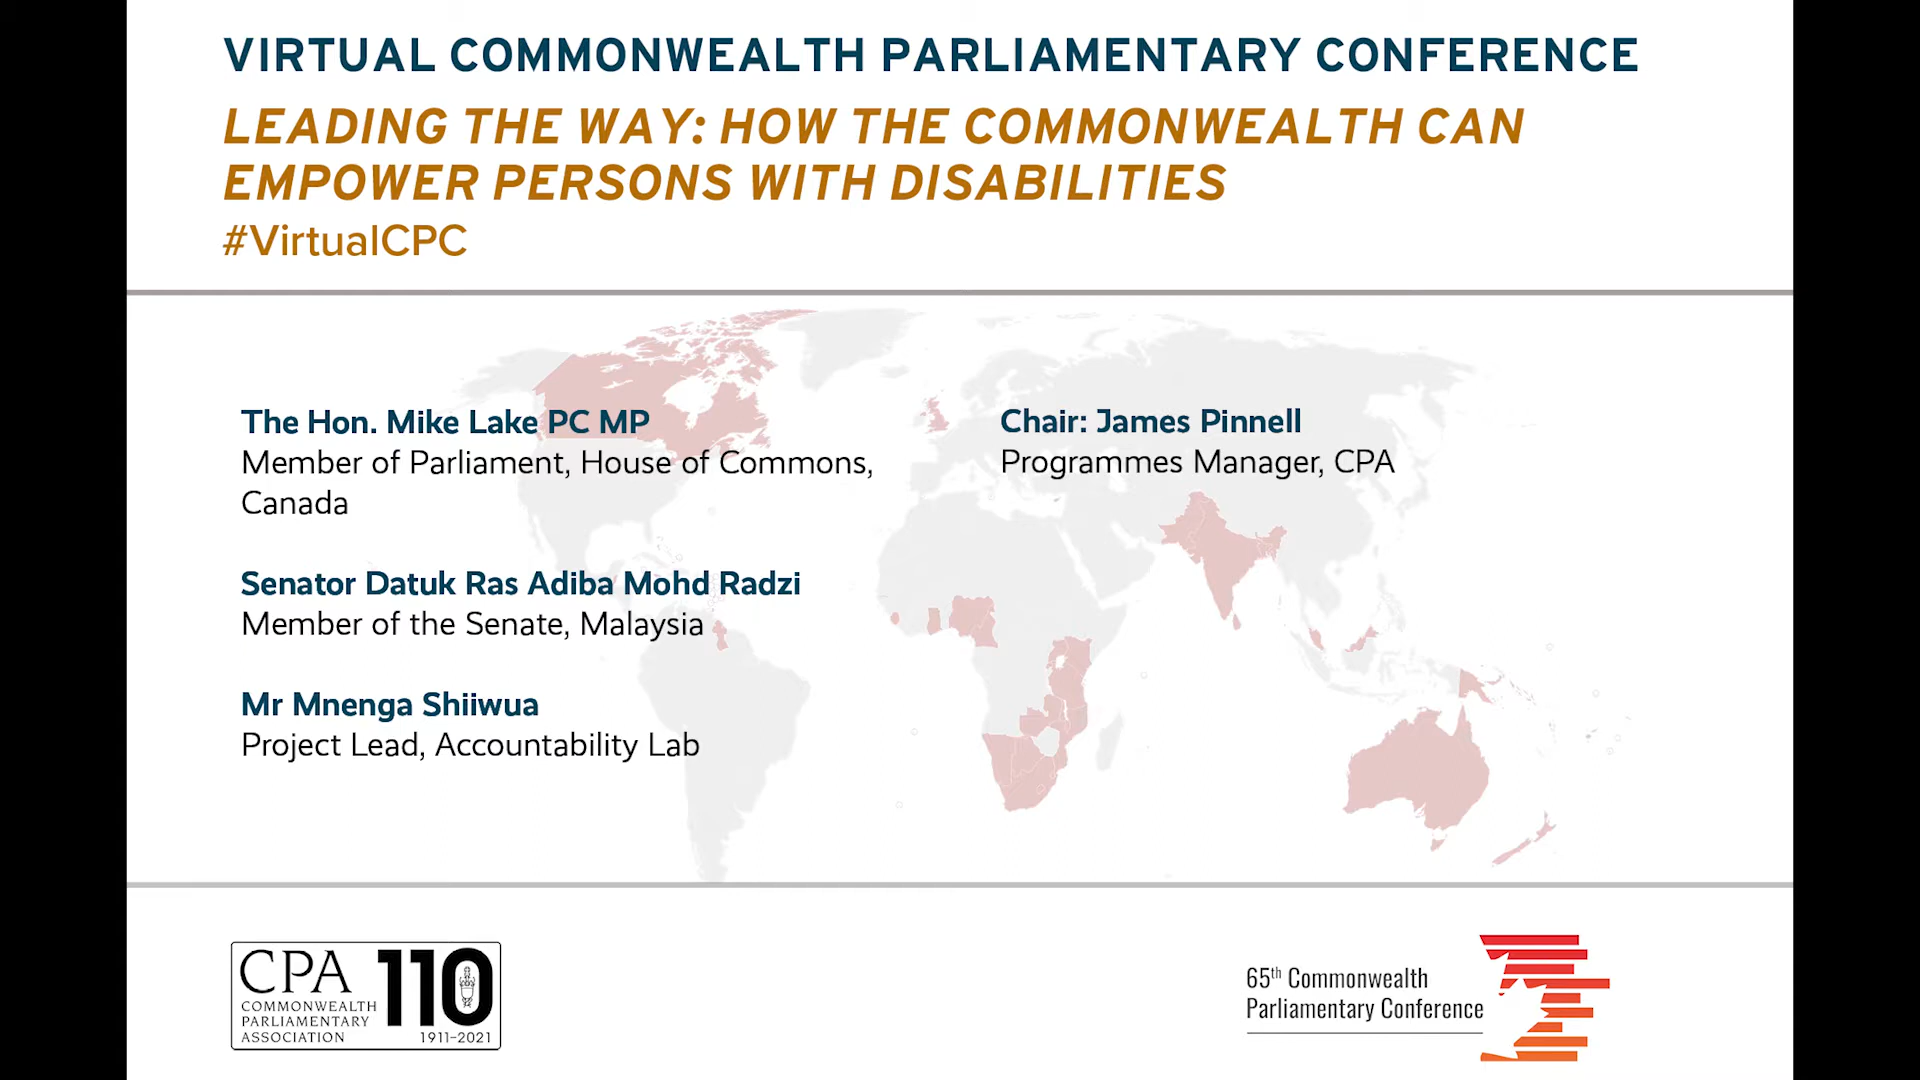 VIRTUAL COMMONWEALTH PARLIAMENTARY CONFERENCE
LEADING THE WAY: HOW THE COMMONWEALTH CAN
EMPOWER PERSONS WITH DISABILITIES
#VirtualCPC
The Hon. Mike Lake PC MP
Member of Parliament, House of Commons,
Canada
Senator Datuk Ras Adiba Mohd Radzi
Member of the Senate, Malaysia
Mr Mnenga Shiiwua
Project Lead, Accountability Lab
Chair: James Pinnell
Programmes Manager, CPA
CPA 110
COMMONWEALTH
PARLIAMENTARY
ASSOCIATION 1911-2021
65th Commonwealth
Parliamentary Conference